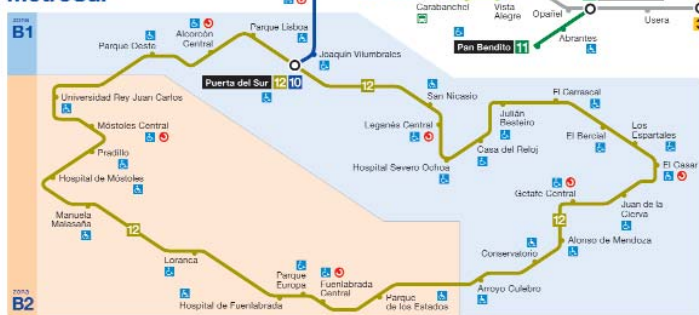 MetroSur
Carabanchel
Vista
Alegre
Opañel
Usera
Abrantes
Pan Bendito 11
zona
B1
Parque Oeste
Alcorcón
Central
Parque Lisboa
Joaquín Vilumbrales
Puerta del Sur 12 10
12
San Nicasio
Leganés Central
Hospital Severo Ochoa
Casa del Reloj
Julián
Besteiro
El Carrascal
El Bercial
Los
Espartales
El Casar
Juan de la
Cierva
Getafe Central
12
Alonso de Mendoza
Conservatorio
Arroyo Culebro
Parque
de los Estados
Fuenlabrada
Central
Parque
Europa
Hospital de Fuenlabrada
Loranca
12
Manuela
Malasaña
Hospital de Móstoles
Pradillo
Móstoles Central
Universidad Rey Juan Carlos
zona
B2